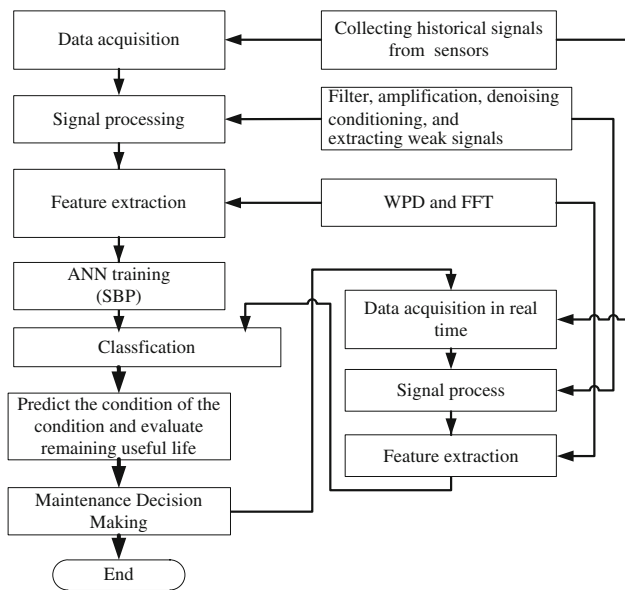 Data acquisition
Collecting historical signals
from sensors
Signal processing
Filter, amplification, denoising
conditioning, and
extracting weak signals
Feature extraction
WPD and FFT
ANN training
(SBP)
Classfication
Data acquisition in real
time
Signal process
Feature extraction
Predict the condition of the
condition and evaluate
remaining useful life
Maintenance Decision
Making
End